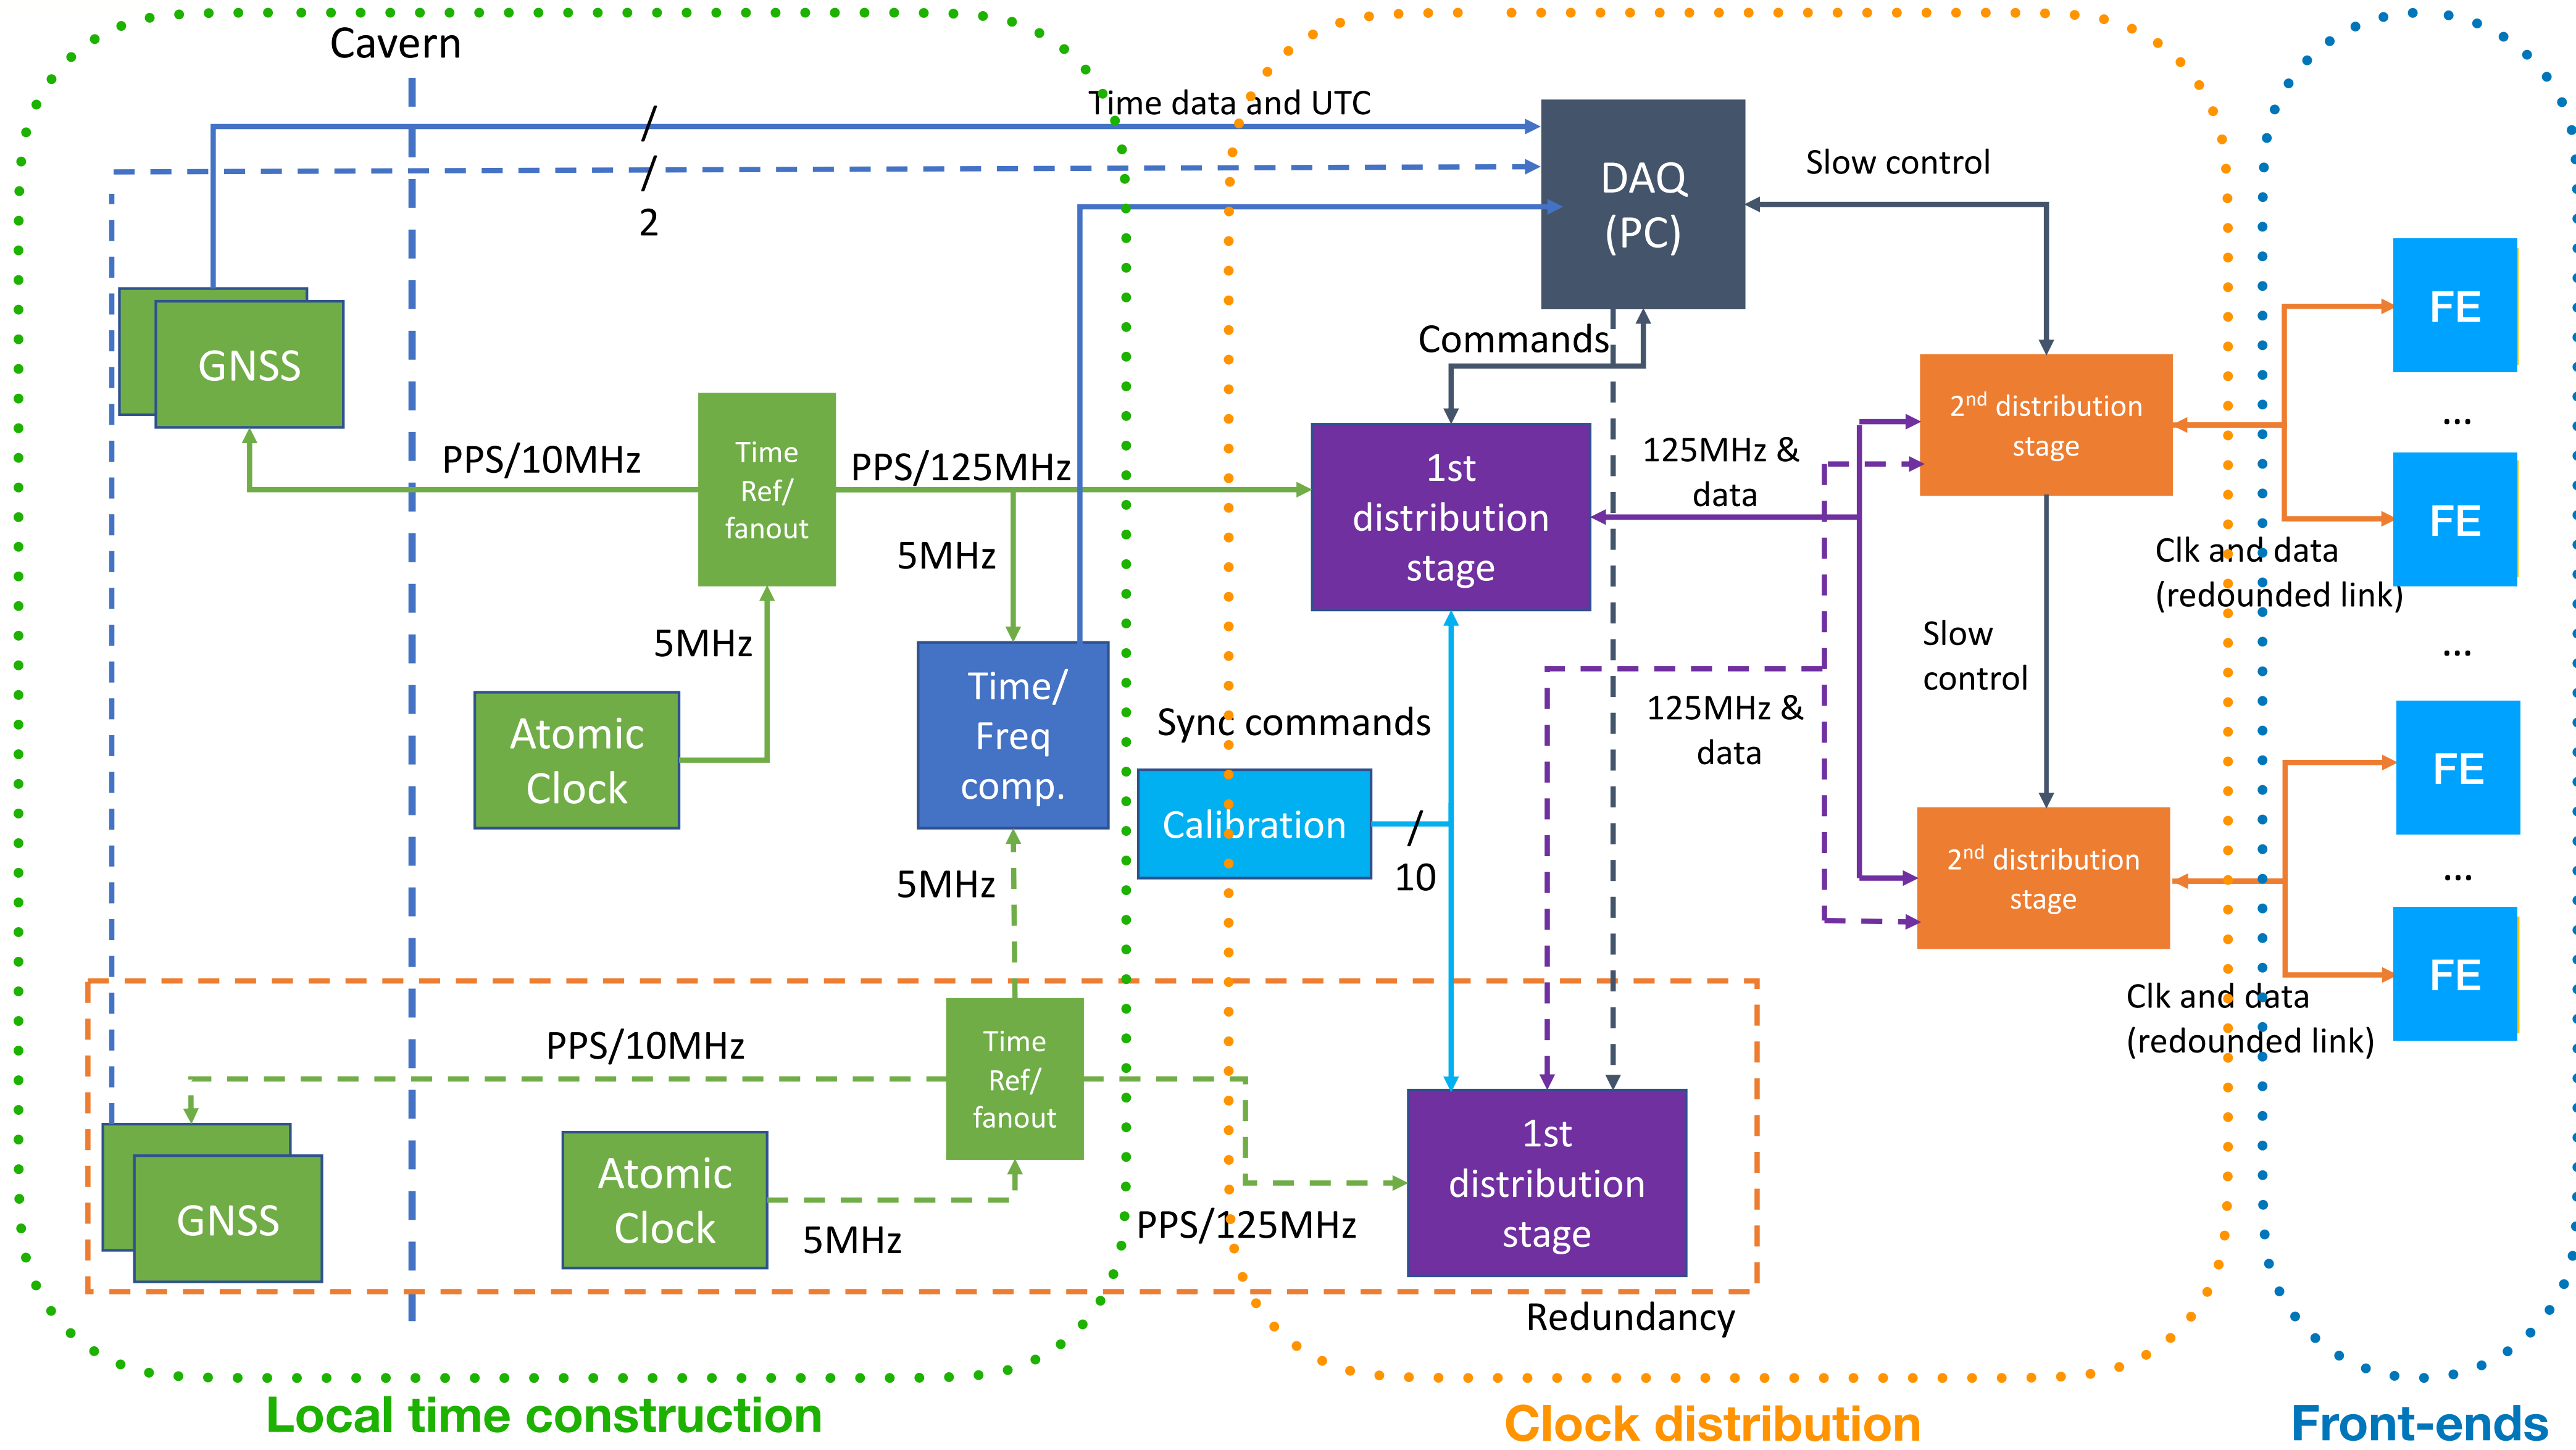 Cavern
Time data and UTC
2
DAQ
(PC)
Slow control
GNSS
Commands
FE
...
FE
PPS/10MHz
Time
Ref/
fanout
PPS/125MHz
5MHz
1st
distribution
stage
125MHz &
data
2nd distribution
stage
Clk and data
(redounded link)
...
5MHz
Atomic
Clock
Time/
Freq
comp.
Sync commands
Calibration
10
125MHz &
data
Slow
control
FE
...
FE
2nd distribution
stage
Clk and data
(redounded link)
5MHz
PPS/10MHz
Time
Ref/
fanout
GNSS
Atomic
Clock
5MHz
PPS/125MHz
1st
distribution
stage
Redundancy
Local time construction
Clock distribution
Front-ends